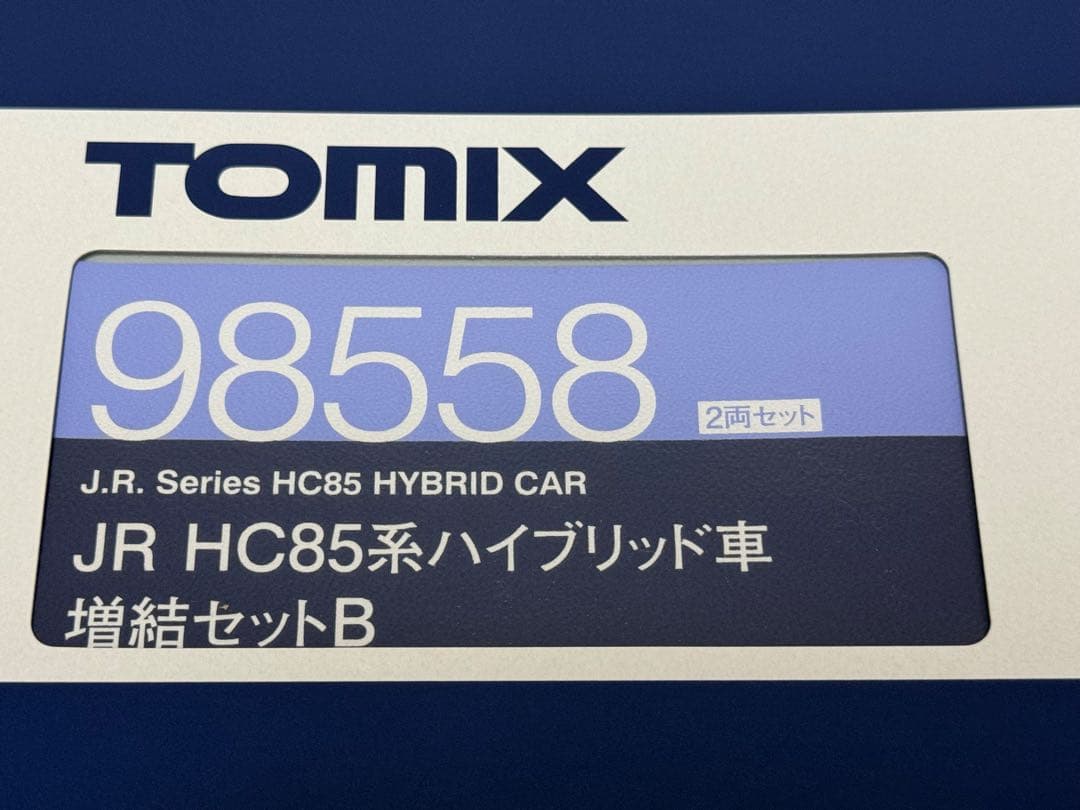 TOMIX
98558 2両セット
J.R. Series HC85 HYBRID CAR
JR HC85系ハイブリッド車
増結セットB